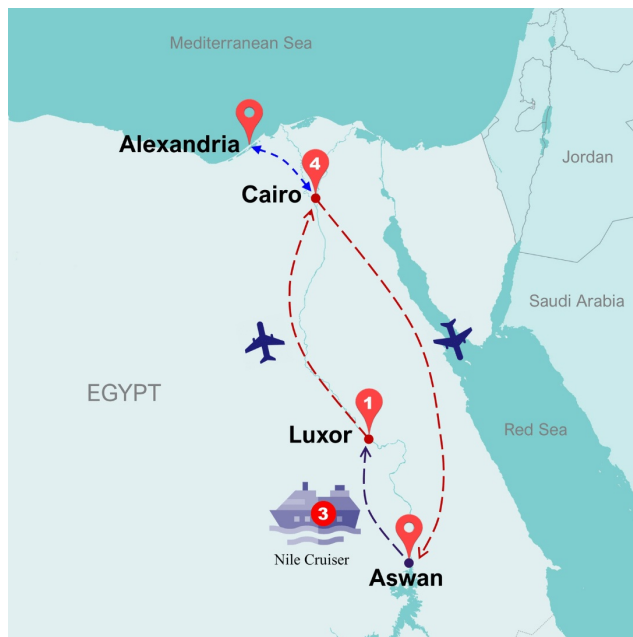 Mediterranean Sea
Alexandria
4
Cairo
Jordan
Saudi Arabia
EGYPT
1
Luxor
Red Sea
3
Nile Cruiser
Aswan